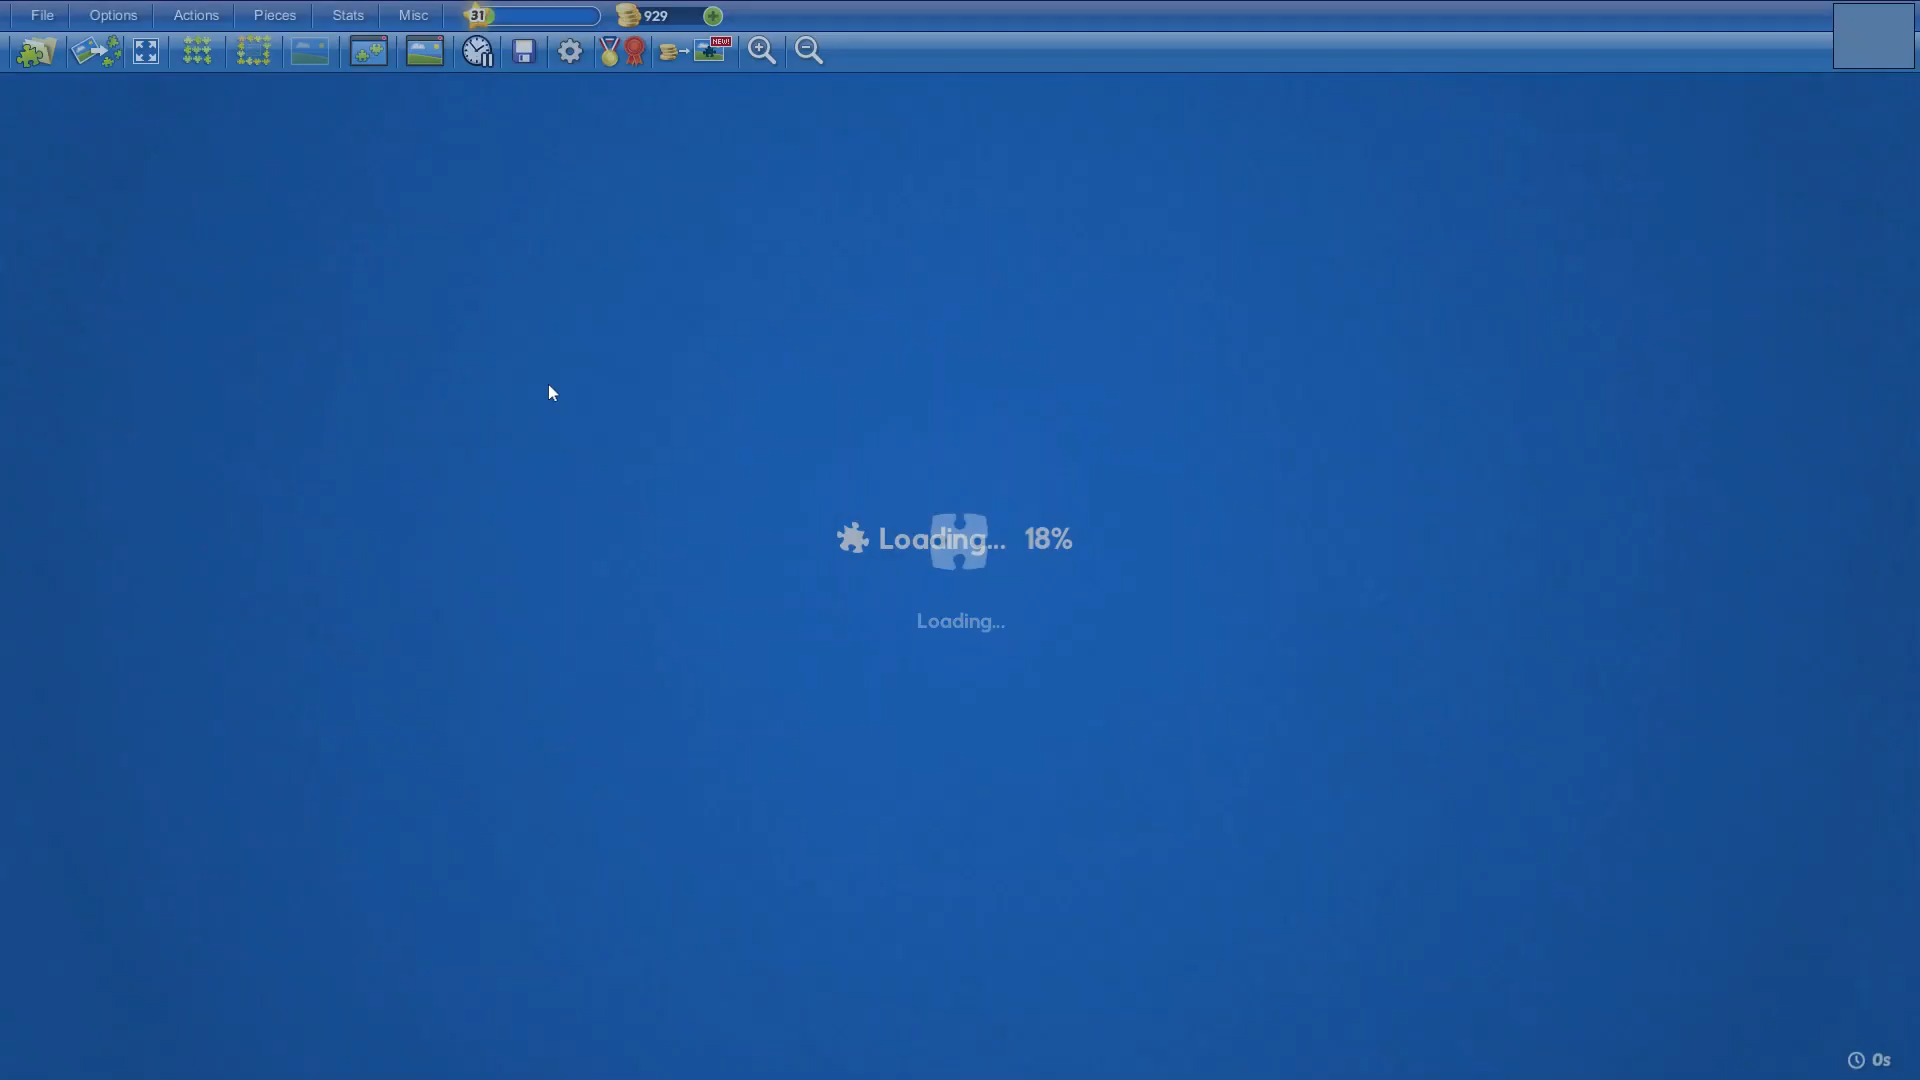 File Options Actions Pieces Stats Misc 31 929
NEW!
Loading... 18%
Loading...
0s